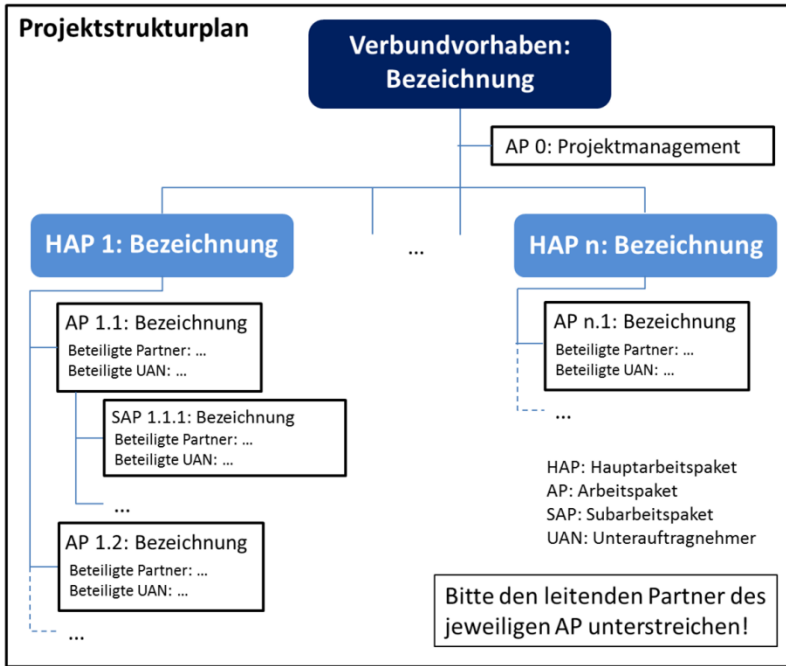 Projektstrukturplan
Verbundvorhaben:
Bezeichnung
AP 0: Projektmanagement
HAP 1: Bezeichnung
...
HAP n: Bezeichnung
AP 1.1: Bezeichnung
Beteiligte Partner: ...
Beteiligte UAN: ...
SAP 1.1.1: Bezeichnung
Beteiligte Partner: ...
Beteiligte UAN: ...
...
AP 1.2: Bezeichnung
Beteiligte Partner: ...
Beteiligte UAN: ...
...
AP n.1: Bezeichnung
Beteiligte Partner: ...
Beteiligte UAN: ...
...
HAP: Hauptarbeitspaket
AP: Arbeitspaket
SAP: Subarbeitspaket
UAN: Unterauftragnehmer
Bitte den leitenden Partner des
jeweiligen AP unterstreichen!